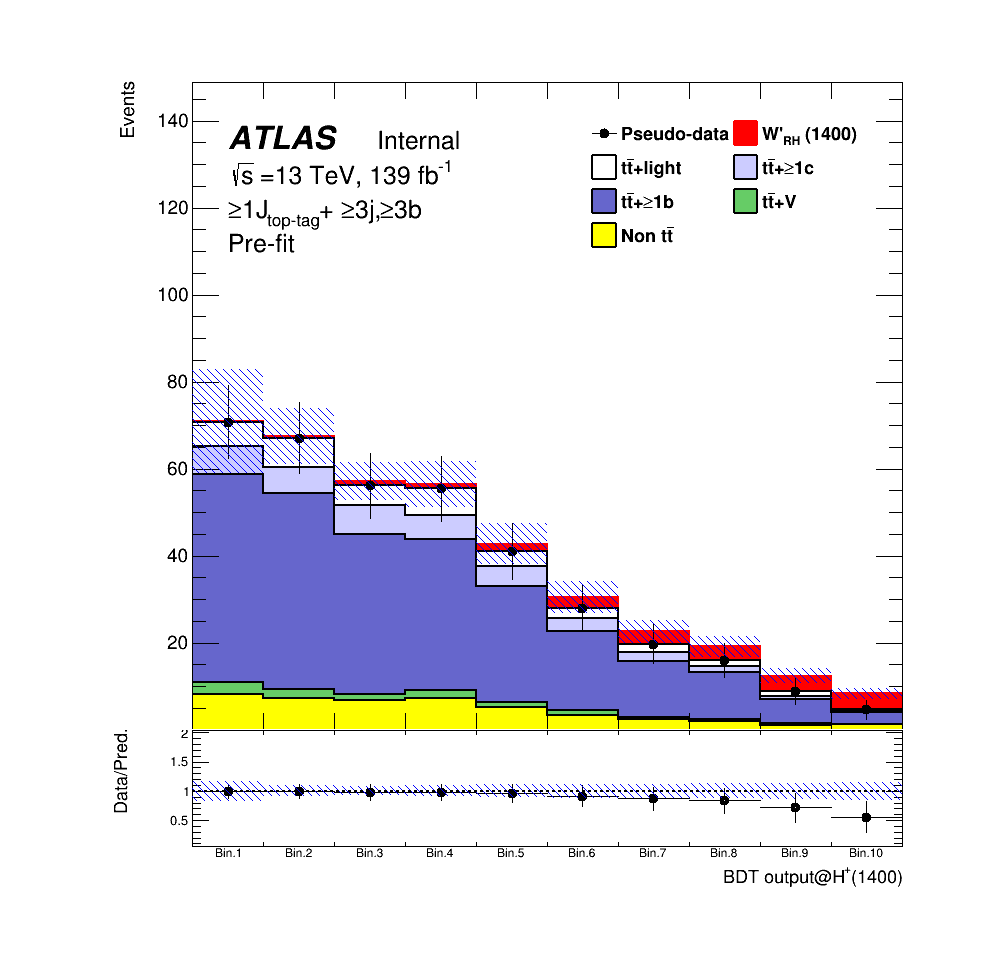 Events
140
120
100
80
60
40
20
ATLAS Internal
√s =13 TeV, 139 fb⁻¹
≥1J_top-tag+ ≥3j,≥3b
Pre-fit
Pseudo-data
W'_RH (1400)
tt̄+light
tt̄+≥1c
tt̄+≥1b
tt̄+V
Non tt̄
Data/Pred.
2
1.5
1
0.5
Bin.1 Bin.2 Bin.3 Bin.4 Bin.5 Bin.6 Bin.7 Bin.8 Bin.9 Bin.10
BDT output@H⁺(1400)